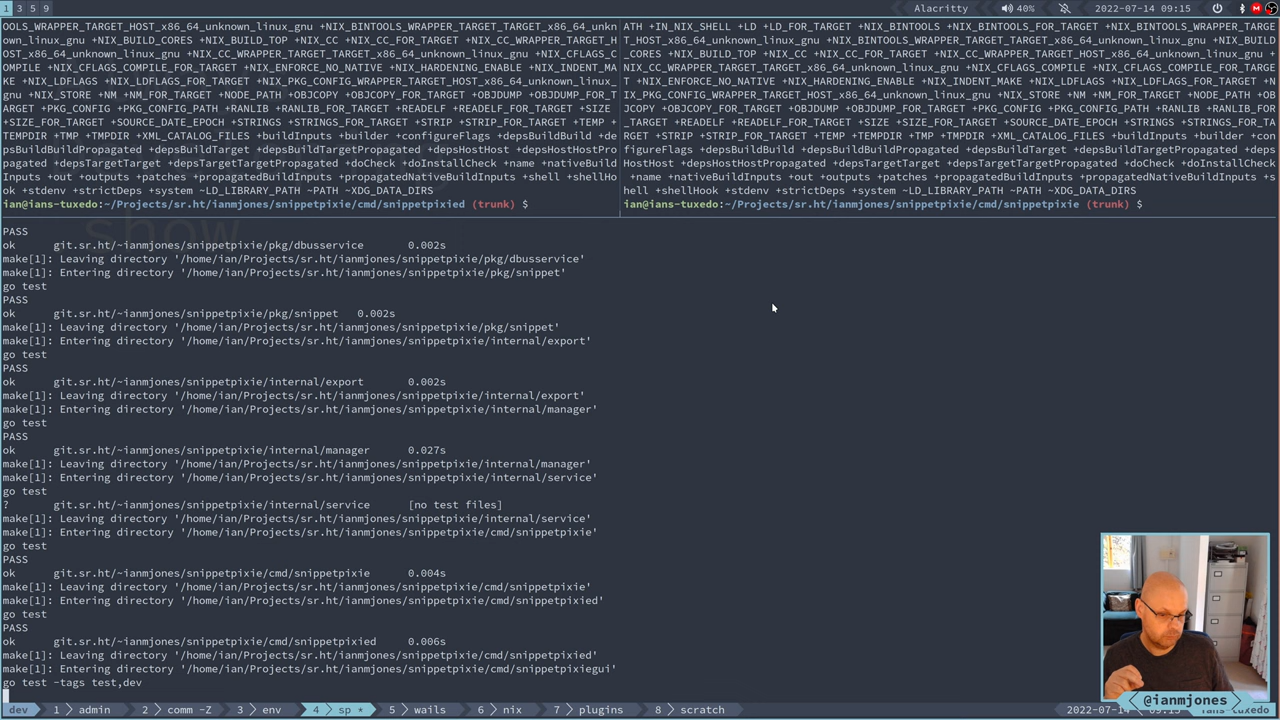 1 3 5 9
Alacritty
40%
2022-07-14 09:15
OOLS_WRAPPER_TARGET_HOST_x86_64_unknown_linux_gnu +NIX_BINTOOLS_WRAPPER_TARGET_TARGET_x86_64_unkn
own_linux_gnu +NIX_BUILD_CORES +NIX_BUILD_TOP +NIX_CC +NIX_CC_FOR_TARGET +NIX_CC_WRAPPER_TARGET_H
OST_x86_64_unknown_linux_gnu +NIX_CC_WRAPPER_TARGET_TARGET_x86_64_unknown_linux_gnu +NIX_CFLAGS_C
OMPILE +NIX_CFLAGS_COMPILE_FOR_TARGET +NIX_ENFORCE_NO_NATIVE +NIX_HARDENING_ENABLE +NIX_INDENT_MA
KE +NIX_LDFLAGS +NIX_LDFLAGS_FOR_TARGET +NIX_PKG_CONFIG_WRAPPER_TARGET_HOST_x86_64_unknown_linux_
gnu +NIX_STORE +NM +NM_FOR_TARGET +NODE_PATH +OBJCOPY +OBJCOPY_FOR_TARGET +OBJDUMP +OBJDUMP_FOR_T
ARGET +PKG_CONFIG +PKG_CONFIG_PATH +RANLIB +RANLIB_FOR_TARGET +READELF +READELF_FOR_TARGET +SIZE
+SIZE_FOR_TARGET +SOURCE_DATE_EPOCH +STRINGS +STRINGS_FOR_TARGET +STRIP +STRIP_FOR_TARGET +TEMP +
TEMPDIR +TMP +TMPDIR +XML_CATALOG_FILES +buildInputs +builder +configureFlags +depsBuildBuild +de
psBuildBuildPropagated +depsBuildTarget +depsBuildTargetPropagated +depsHostHost +depsHostHostPro
pagated +depsTargetTarget +depsTargetTargetPropagated +doCheck +doInstallCheck +name +nativeBuild
Inputs +out +outputs +patches +propagatedBuildInputs +propagatedNativeBuildInputs +shell +shellHo
ok +stdenv +strictDeps +system ~LD_LIBRARY_PATH ~PATH ~XDG_DATA_DIRS
ian@ians-tuxedo:~/Projects/sr.ht/ianmjones/snippetpixie/cmd/snippetpixied (trunk) $
ATH +IN_NIX_SHELL +LD +LD_FOR_TARGET +NIX_BINTOOLS +NIX_BINTOOLS_FOR_TARGET +NIX_BINTOOLS_WRAPPER_TARGE
T_HOST_x86_64_unknown_linux_gnu +NIX_BINTOOLS_WRAPPER_TARGET_TARGET_x86_64_unknown_linux_gnu +NIX_BUILD
_CORES +NIX_BUILD_TOP +NIX_CC +NIX_CC_FOR_TARGET +NIX_CC_WRAPPER_TARGET_HOST_x86_64_unknown_linux_gnu +
NIX_CC_WRAPPER_TARGET_TARGET_x86_64_unknown_linux_gnu +NIX_CFLAGS_COMPILE +NIX_CFLAGS_COMPILE_FOR_TARGE
T +NIX_ENFORCE_NO_NATIVE +NIX_HARDENING_ENABLE +NIX_INDENT_MAKE +NIX_LDFLAGS +NIX_LDFLAGS_FOR_TARGET +N
IX_PKG_CONFIG_WRAPPER_TARGET_HOST_x86_64_unknown_linux_gnu +NIX_STORE +NM +NM_FOR_TARGET +NODE_PATH +OB
JCOPY +OBJCOPY_FOR_TARGET +OBJDUMP +OBJDUMP_FOR_TARGET +PKG_CONFIG +PKG_CONFIG_PATH +RANLIB +RANLIB_FOR
_TARGET +READELF +READELF_FOR_TARGET +SIZE +SIZE_FOR_TARGET +SOURCE_DATE_EPOCH +STRINGS +STRINGS_FOR_TA
RGET +STRIP +STRIP_FOR_TARGET +TEMP +TEMPDIR +TMP +TMPDIR +XML_CATALOG_FILES +buildInputs +builder +con
figureFlags +depsBuildBuild +depsBuildBuildPropagated +depsBuildTarget +depsBuildTargetPropagated +deps
HostHost +depsHostHostPropagated +depsTargetTarget +depsTargetTargetPropagated +doCheck +doInstallCheck
+name +nativeBuildInputs +out +outputs +patches +propagatedBuildInputs +propagatedNativeBuildInputs +s
hell +shellHook +stdenv +strictDeps +system ~LD_LIBRARY_PATH ~PATH ~XDG_DATA_DIRS
ian@ians-tuxedo:~/Projects/sr.ht/ianmjones/snippetpixie/cmd/snippetpixie (trunk) $
show
PASS
ok git.sr.ht/~ianmjones/snippetpixie/pkg/dbusservice 0.002s
make[1]: Leaving directory '/home/ian/Projects/sr.ht/ianmjones/snippetpixie/pkg/dbusservice'
make[1]: Entering directory '/home/ian/Projects/sr.ht/ianmjones/snippetpixie/pkg/snippet'
go test
PASS
ok git.sr.ht/~ianmjones/snippetpixie/pkg/snippet 0.002s
make[1]: Leaving directory '/home/ian/Projects/sr.ht/ianmjones/snippetpixie/pkg/snippet'
make[1]: Entering directory '/home/ian/Projects/sr.ht/ianmjones/snippetpixie/internal/export'
go test
PASS
ok git.sr.ht/~ianmjones/snippetpixie/internal/export 0.002s
make[1]: Leaving directory '/home/ian/Projects/sr.ht/ianmjones/snippetpixie/internal/export'
make[1]: Entering directory '/home/ian/Projects/sr.ht/ianmjones/snippetpixie/internal/manager'
go test
PASS
ok git.sr.ht/~ianmjones/snippetpixie/internal/manager 0.027s
make[1]: Leaving directory '/home/ian/Projects/sr.ht/ianmjones/snippetpixie/internal/manager'
make[1]: Entering directory '/home/ian/Projects/sr.ht/ianmjones/snippetpixie/internal/service'
go test
? git.sr.ht/~ianmjones/snippetpixie/internal/service [no test files]
make[1]: Leaving directory '/home/ian/Projects/sr.ht/ianmjones/snippetpixie/internal/service'
make[1]: Entering directory '/home/ian/Projects/sr.ht/ianmjones/snippetpixie/cmd/snippetpixie'
go test
PASS
ok git.sr.ht/~ianmjones/snippetpixie/cmd/snippetpixie 0.004s
make[1]: Leaving directory '/home/ian/Projects/sr.ht/ianmjones/snippetpixie/cmd/snippetpixie'
make[1]: Entering directory '/home/ian/Projects/sr.ht/ianmjones/snippetpixie/cmd/snippetpixied'
go test
PASS
ok git.sr.ht/~ianmjones/snippetpixie/cmd/snippetpixied 0.006s
make[1]: Leaving directory '/home/ian/Projects/sr.ht/ianmjones/snippetpixie/cmd/snippetpixied'
make[1]: Entering directory '/home/ian/Projects/sr.ht/ianmjones/snippetpixie/cmd/snippetpixiegui'
go test -tags test,dev
@ianmjones
dev 1 admin 2 comm -Z 3 env 4 sp * 5 wails 6 nix 7 plugins 8 scratch 2022-07-14